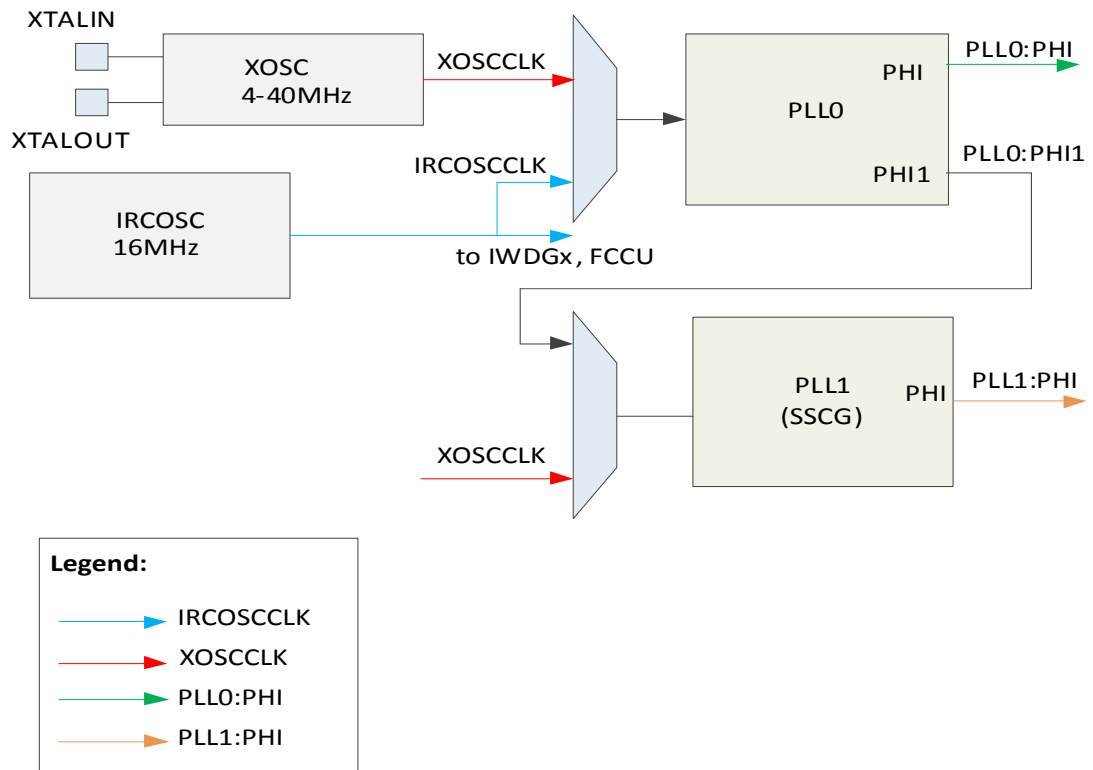 XTALIN
XOSC
4-40MHz
XTALOUT
XOSCCLK
IRCOSCCLK
IRCOSC
16MHz
to IWDGx, FCCU
PLL0
PHI
PHI1
PLL0:PHI
PLL0:PHI1
XOSCCLK
PLL1
(SSCG)
PHI
PLL1:PHI
Legend:
IRCOSCCLK
XOSCCLK
PLL0:PHI
PLL1:PHI